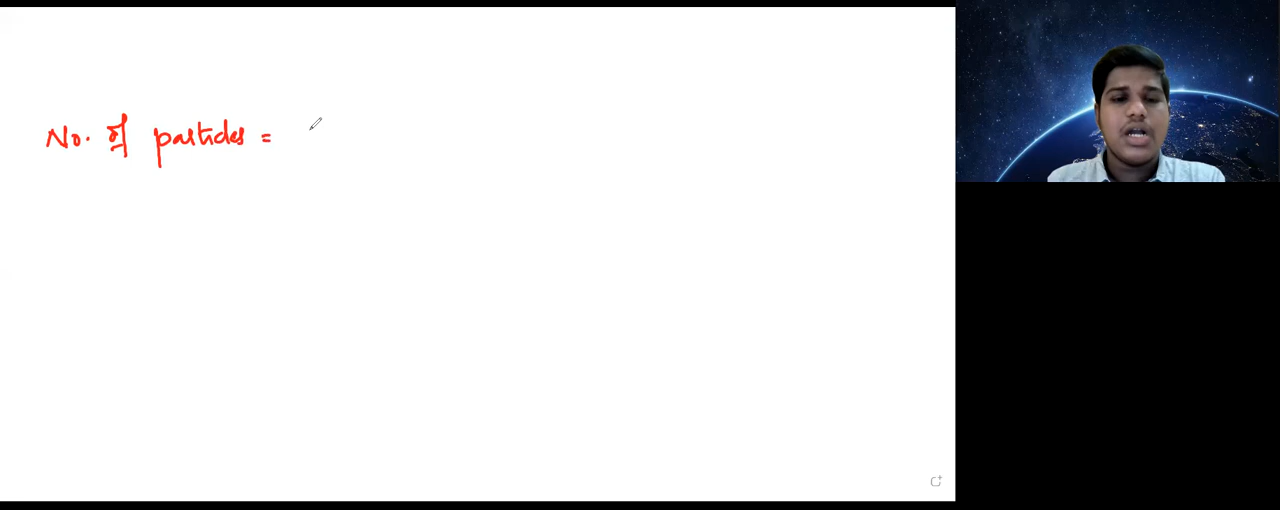 No. of particles =